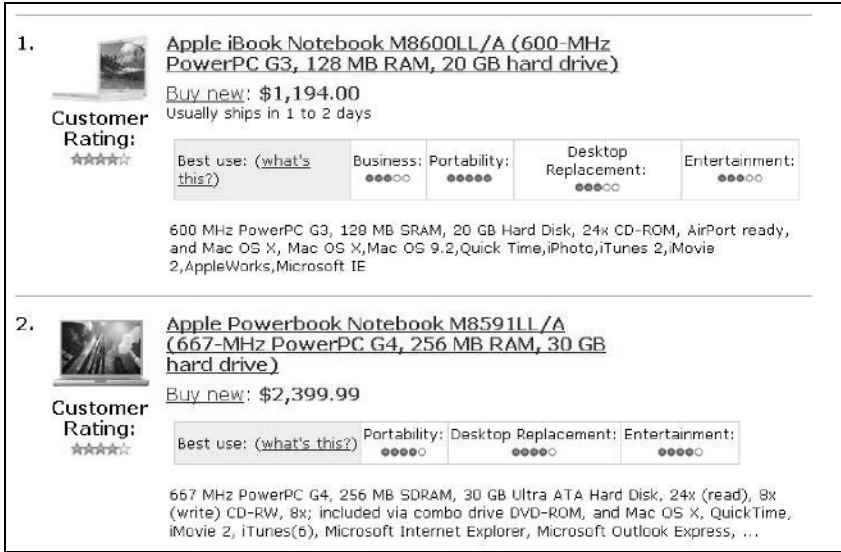 1.
Apple iBook Notebook M8600LL/A (600-MHz
PowerPC G3, 128 MB RAM, 20 GB hard drive)
Buy new: $1,194.00
Usually ships in 1 to 2 days
Customer
Rating:
Best use: (what's
this?)
Business:
Portability:
Desktop
Replacement:
Entertainment:
600 MHz PowerPC G3, 128 MB SRAM, 20 GB Hard Disk, 24x CD-ROM, AirPort ready,
and Mac OS X, Mac OS X,Mac OS 9.2,Quick Time,iPhoto,iTunes 2,iMovie
2,AppleWorks,Microsoft IE
2.
Apple Powerbook Notebook M8591LL/A
(667-MHz PowerPC G4, 256 MB RAM, 30 GB
hard drive)
Buy new: $2,399.99
Customer
Rating:
Best use: (what's this?)
Portability:
Desktop Replacement:
Entertainment:
667 MHz PowerPC G4, 256 MB SDRAM, 30 GB Ultra ATA Hard Disk, 24x (read), 8x
(write) CD-RW, 8x; included via combo drive DVD-ROM, and Mac OS X, QuickTime,
iMovie 2, iTunes(6), Microsoft Internet Explorer, Microsoft Outlook Express, ...